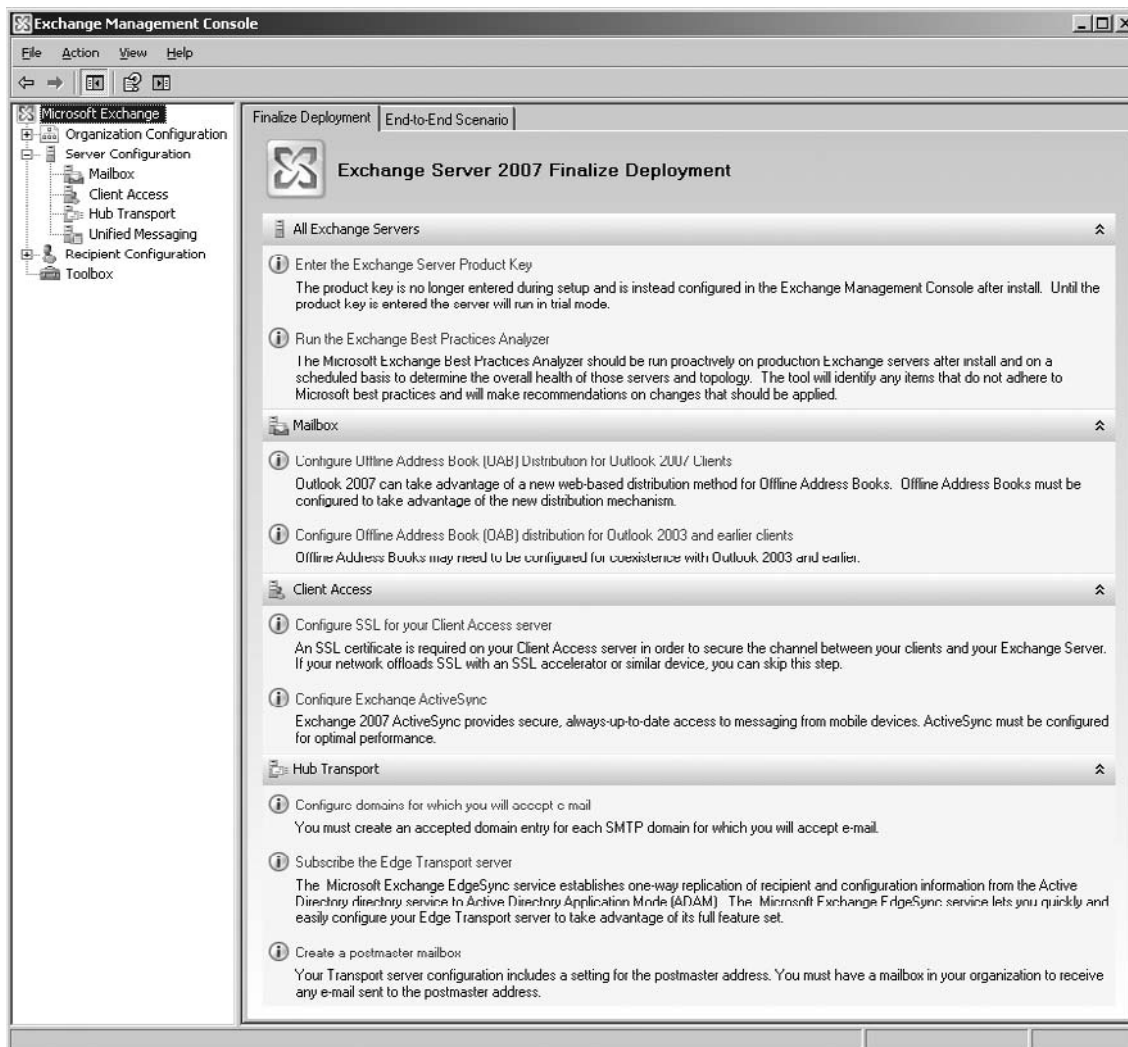 Exchange Management Console
File Action View Help
Microsoft Exchange
Organization Configuration
Server Configuration
Mailbox
Client Access
Hub Transport
Unified Messaging
Recipient Configuration
Toolbox
Finalize Deployment End-to-End Scenario
Exchange Server 2007 Finalize Deployment
All Exchange Servers
Enter the Exchange Server Product Key
The product key is no longer entered during setup and is instead configured in the Exchange Management Console after install. Until the
product key is entered the server will run in trial mode.
Run the Exchange Best Practices Analyzer
The Microsoft Exchange Best Practices Analyzer should be run proactively on production Exchange servers after install and on a
scheduled basis to determine the overall health of those servers and topology. The tool will identify any items that do not adhere to
Microsoft best practices and will make recommendations on changes that should be applied.
Mailbox
Configure Offline Address Book (OAB) Distribution for Outlook 2007 Clients
Outlook 2007 can take advantage of a new web-based distribution method for Offline Address Books. Offline Address Books must be
configured to take advantage of the new distribution mechanism.
Configure Offline Address Book (OAB) distribution for Outlook 2003 and earlier clients
Offline Address Books may need to be configured for coexistence with Outlook 2003 and earlier.
Client Access
Configure SSL for your Client Access server
An SSL certificate is required on your Client Access server in order to secure the channel between your clients and your Exchange Server.
If your network offloads SSL with an SSL accelerator or similar device, you can skip this step.
Configure Exchange ActiveSync
Exchange 2007 ActiveSync provides secure, always-up-to-date access to messaging from mobile devices. ActiveSync must be configured
for optimal performance.
Hub Transport
Configure domains for which you will accept e-mail
You must create an accepted domain entry for each SMTP domain for which you will accept e-mail.
Subscribe the Edge Transport server
The Microsoft Exchange EdgeSync service establishes one-way replication of recipient and configuration information from the Active
Directory directory service to Active Directory Application Mode (ADAM). The Microsoft Exchange EdgeSync service lets you quickly and
easily configure your Edge Transport server to take advantage of its full feature set.
Create a postmaster mailbox
Your Transport server configuration includes a setting for the postmaster address. You must have a mailbox in your organization to receive
any e-mail sent to the postmaster address.